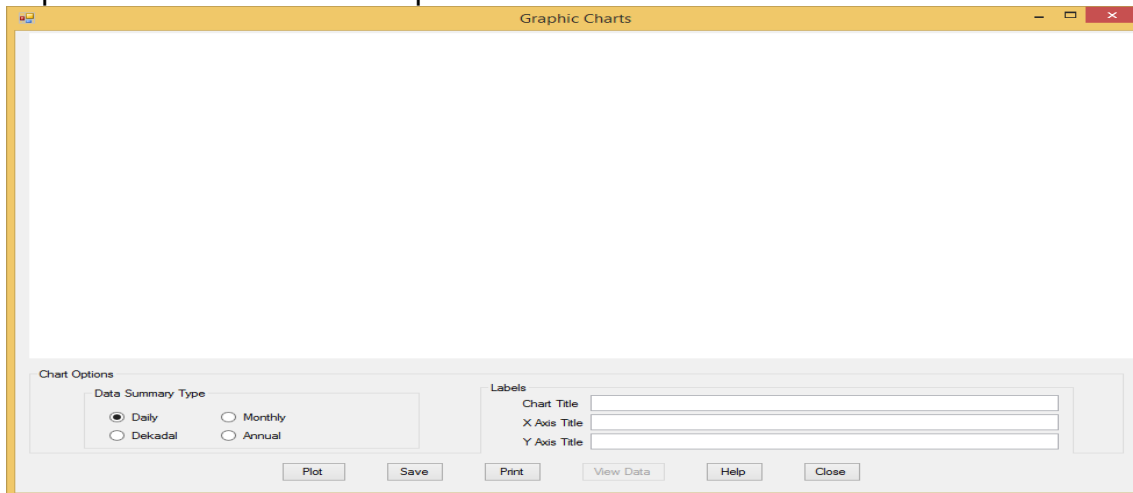 Graphic Charts
Chart Options
Data Summary Type
Daily
Monthly
Dekadal
Annual
Labels
Chart Title
X Axis Title
Y Axis Title
Plot
Save
Print
View Data
Help
Close